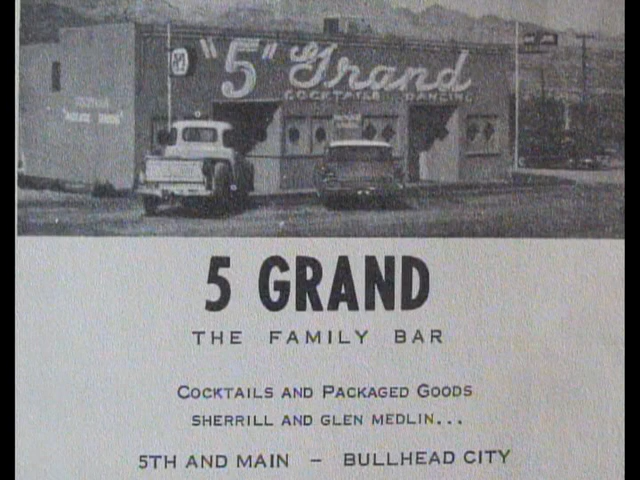 "5" Grand
COCKTAILS DANCING
5 GRAND
THE FAMILY BAR
COCKTAILS AND PACKAGED GOODS
SHERRILL AND GLEN MEDLIN...
5TH AND MAIN – BULLHEAD CITY